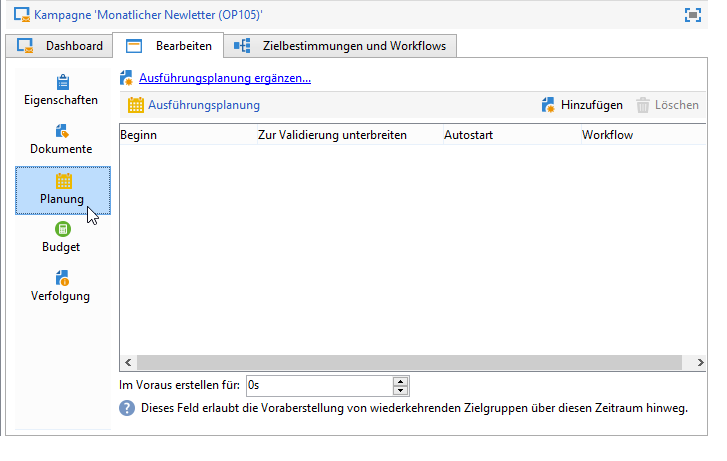 Kampagne 'Monatlicher Newletter (OP105)'
Dashboard
Bearbeiten
Zielbestimmungen und Workflows
Eigenschaften
Dokumente
Planung
Budget
Verfolgung
Ausführungsplanung ergänzen...
Ausführungsplanung
Hinzufügen
Löschen
Beginn
Zur Validierung unterbreiten
Autostart
Workflow
Im Voraus erstellen für:
0s
Dieses Feld erlaubt die Voraberstellung von wiederkehrenden Zielgruppen über diesen Zeitraum hinweg.